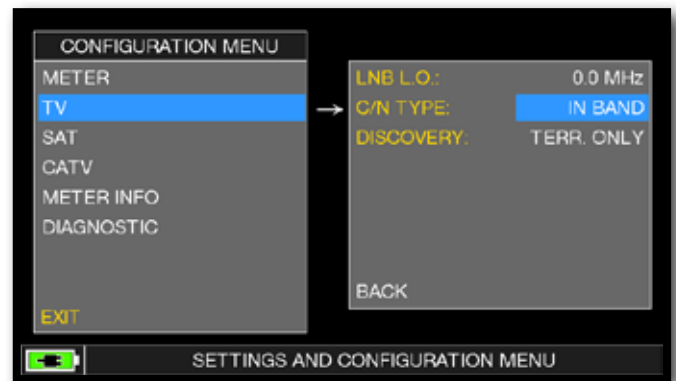 CONFIGURATION MENU
METER
TV
SAT
CATV
METER INFO
DIAGNOSTIC
EXIT
→
LNB L.O.: 0.0 MHz
C/N TYPE: IN BAND
DISCOVERY: TERR. ONLY
BACK
SETTINGS AND CONFIGURATION MENU